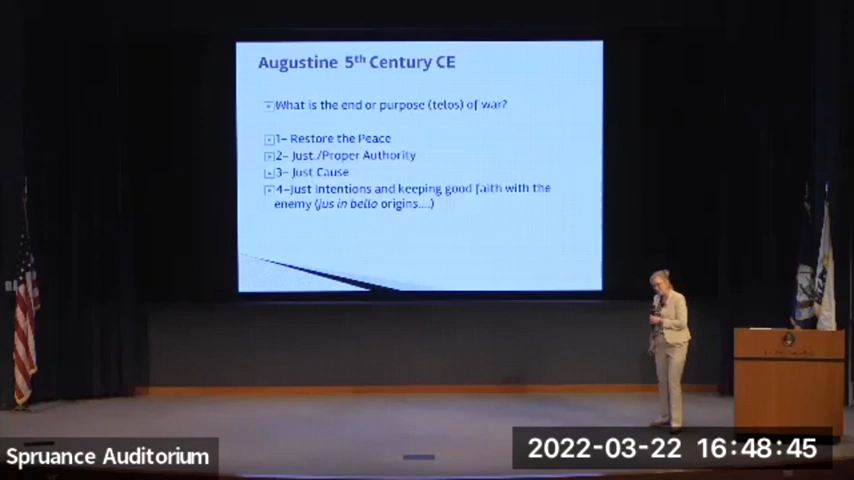 Augustine 5th Century CE
What is the end or purpose (telos) of war?
1- Restore the Peace
2- Just./Proper Authority
3- Just Cause
4-Just Intentions and keeping good faith with the
enemy (jus in bello origins....)
Spruance Auditorium
2022-03-22 16:48:45